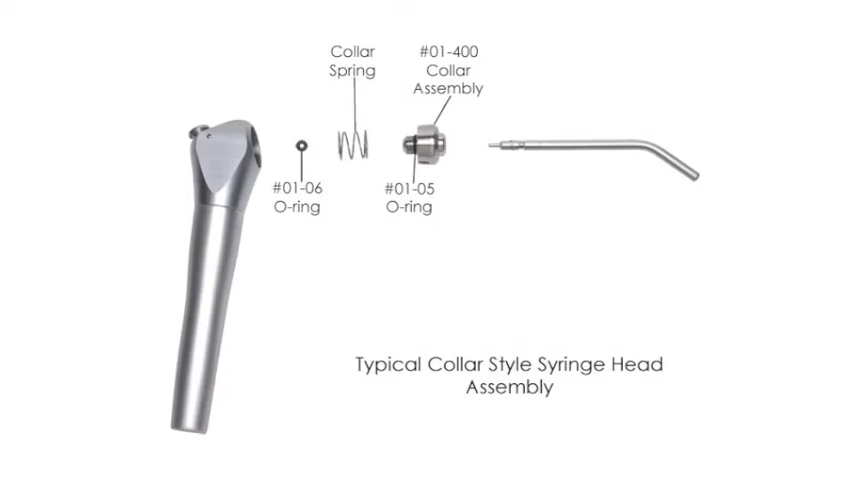 Collar
Spring
#01-400
Collar
Assembly
#01-06
O-ring
#01-05
O-ring
Typical Collar Style Syringe Head
Assembly